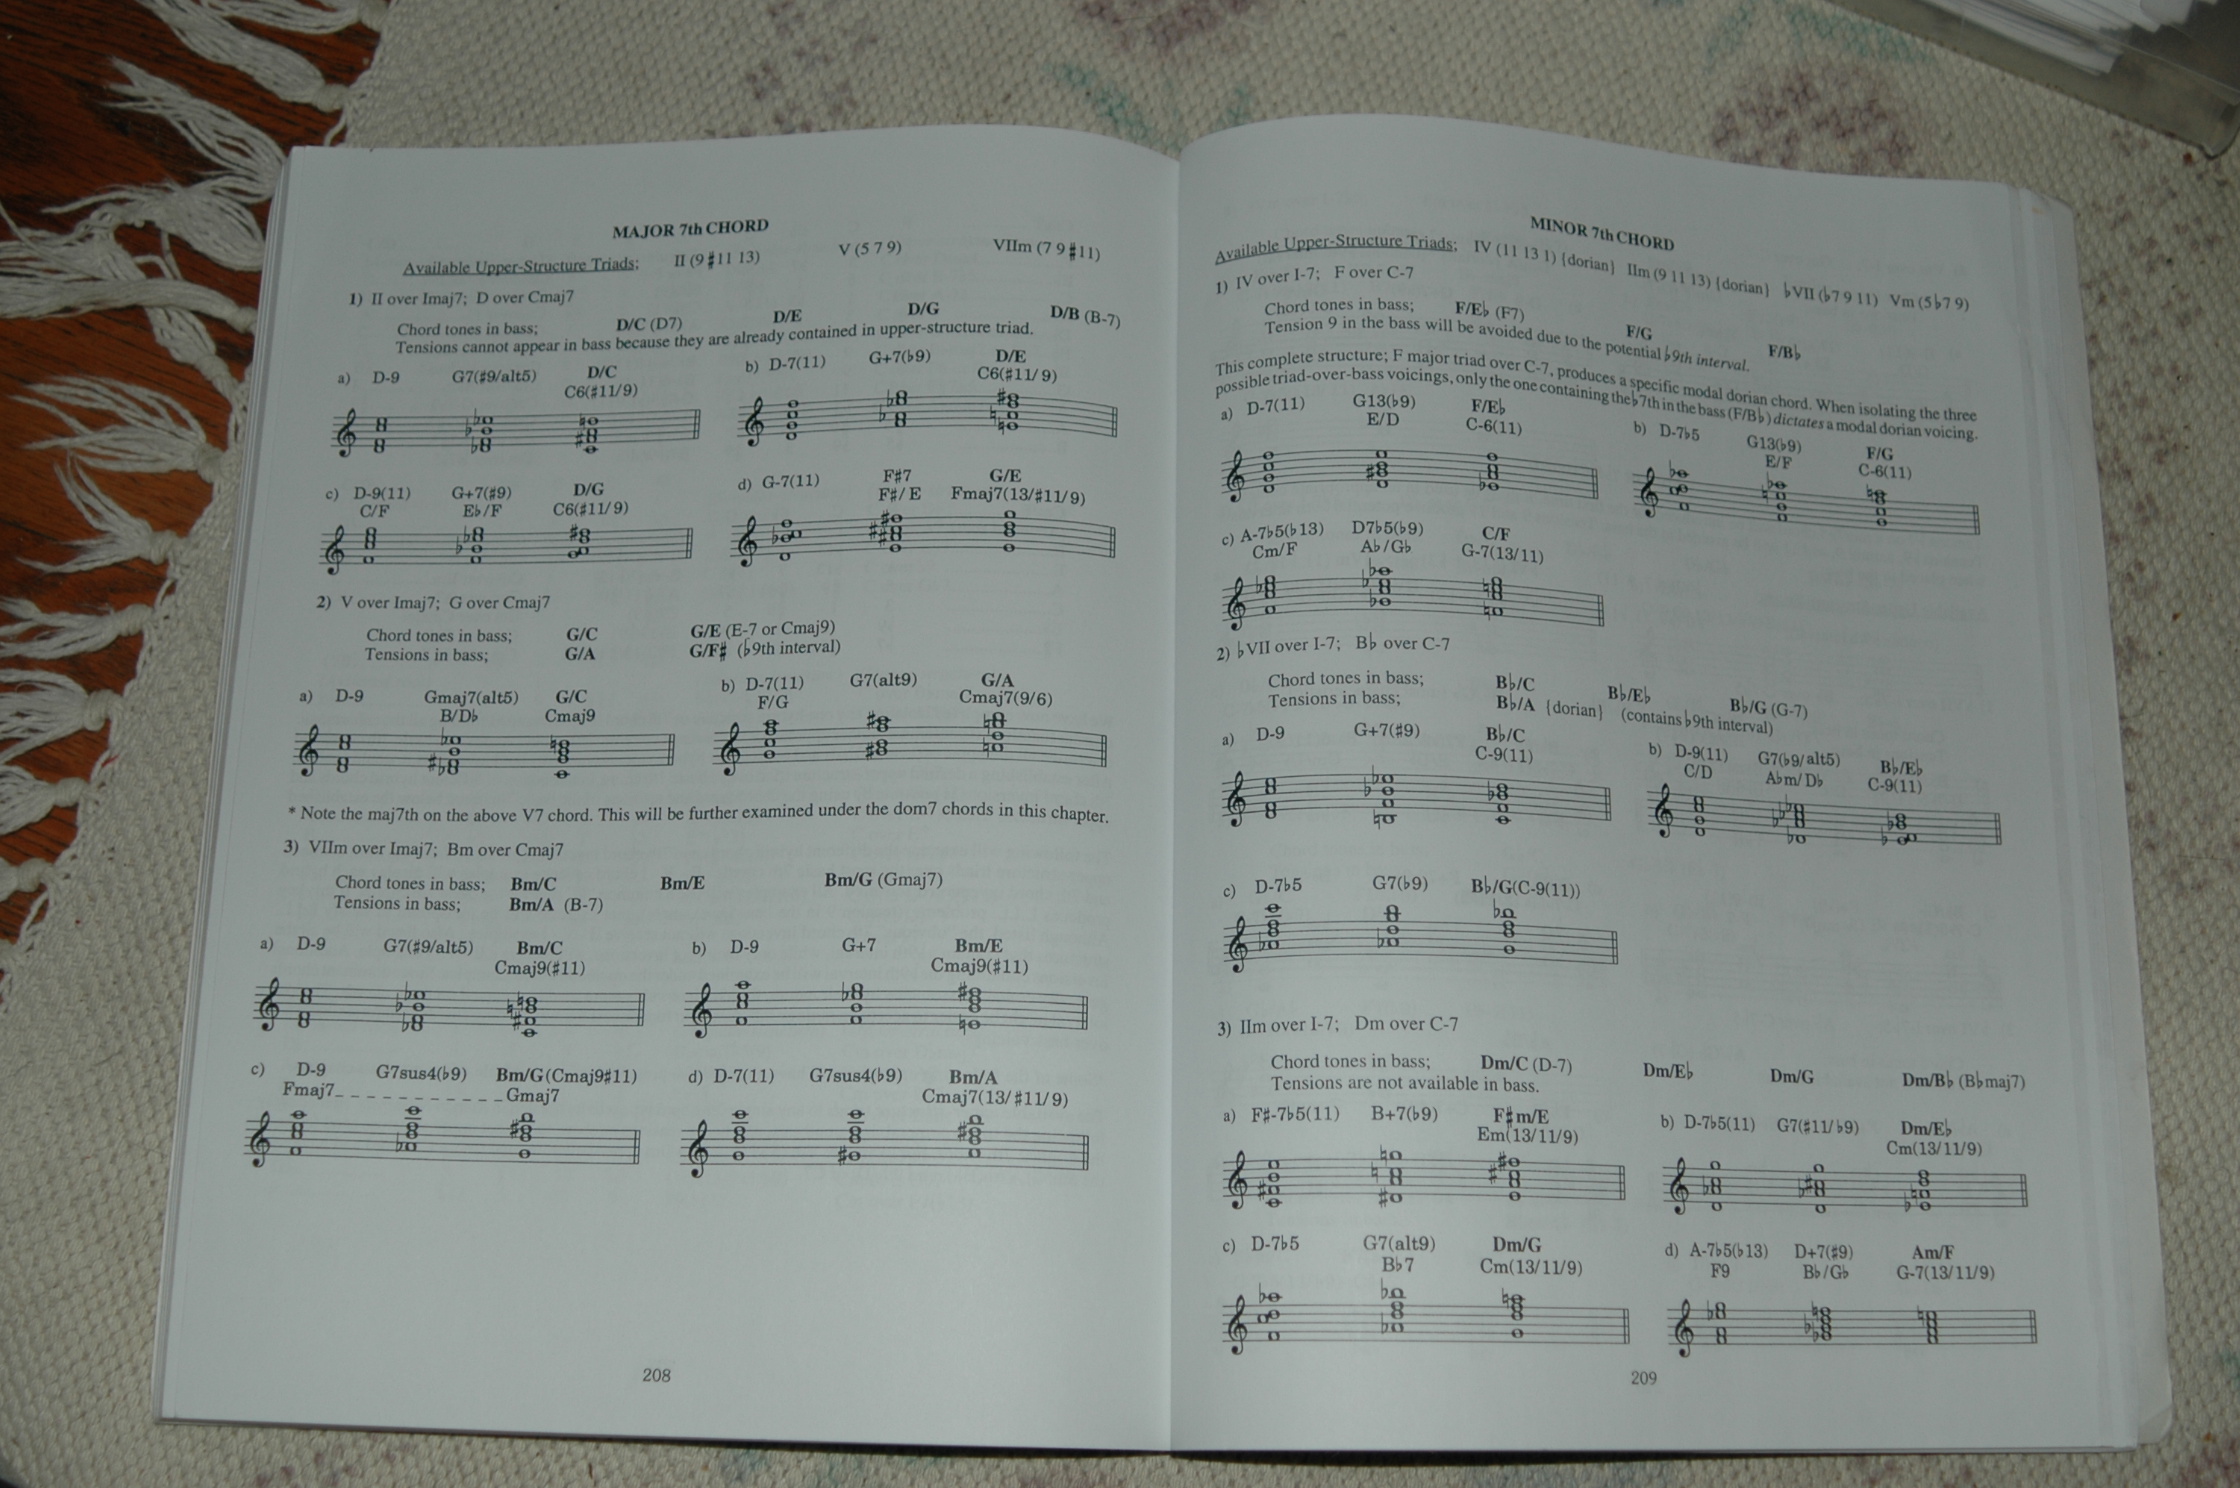 MAJOR 7th CHORD
Available Upper-Structure Triads; II (9 ♯11 13) V (5 7 9) VIIm (7 9 ♯11)
1) II over Imaj7; D over Cmaj7
Chord tones in bass; D/C (D7) D/E D/G D/B (B-7)
Tensions cannot appear in bass because they are already contained in upper-structure triad.
a) D-9 G7(♯9/alt5) D/C
C6(♯11/9)
b) D-7(11) G+7(♭9) D/E
C6(♯11/9)
c) D-9(11) G+7(♯9) D/G
C/F E♭/F C6(♯11/9)
d) G-7(11) F♯7 G/E
F♯/E Fmaj7(13/♯11/9)
2) V over Imaj7; G over Cmaj7
Chord tones in bass; G/C G/E (E-7 or Cmaj9)
Tensions in bass; G/A G/F♯ (♭9th interval)
a) D-9 Gmaj7(alt5) G/C
B/D♭ Cmaj9
b) D-7(11) G7(alt9) G/A
F/G Cmaj7(9/6)
* Note the maj7th on the above V7 chord. This will be further examined under the dom7 chords in this chapter.
3) VIIm over Imaj7; Bm over Cmaj7
Chord tones in bass; Bm/C Bm/E Bm/G (Gmaj7)
Tensions in bass; Bm/A (B-7)
a) D-9 G7(♯9/alt5) Bm/C
Cmaj9(♯11)
b) D-9 G+7 Bm/E
Cmaj9(♯11)
c) D-9 G7sus4(♭9) Bm/G(Cmaj9♯11)
Fmaj7_ _ _ _ _ _ _ _ _ _ _ Gmaj7
d) D-7(11) G7sus4(♭9) Bm/A
Cmaj7(13/♯11/9)
208
MINOR 7th CHORD
Available Upper-Structure Triads; IV (11 13 1) {dorian} IIm (9 11 13) {dorian} ♭VII (♭7 9 11) Vm (5 ♭7 9)
1) IV over I-7; F over C-7
Chord tones in bass; F/E♭ (F7) F/G F/B♭
Tension 9 in the bass will be avoided due to the potential ♭9th interval.
This complete structure; F major triad over C-7, produces a specific modal dorian chord. When isolating the three
possible triad-over-bass voicings, only the one containing the ♭7th in the bass (F/B♭) dictates a modal dorian voicing.
a) D-7(11) G13(♭9) F/E♭
E/D C-6(11)
b) D-7♭5 G13(♭9) F/G
E/F C-6(11)
c) A-7♭5(♭13) D7♭5(♭9) C/F
Cm/F A♭/G♭ G-7(13/11)
2) ♭VII over I-7; B♭ over C-7
Chord tones in bass; B♭/C B♭/E♭ B♭/G (G-7)
Tensions in bass; B♭/A {dorian} (contains ♭9th interval)
a) D-9 G+7(♯9) B♭/C
C-9(11)
b) D-9(11) G7(♭9/alt5) B♭/E♭
C/D A♭m/D♭ C-9(11)
c) D-7♭5 G7(♭9) B♭/G(C-9(11))
3) IIm over I-7; Dm over C-7
Chord tones in bass; Dm/C (D-7) Dm/E♭ Dm/G Dm/B♭ (B♭maj7)
Tensions are not available in bass.
a) F♯-7♭5(11) B+7(♭9) F♯m/E
Em(13/11/9)
b) D-7♭5(11) G7(♯11/♭9) Dm/E♭
Cm(13/11/9)
c) D-7♭5 G7(alt9) Dm/G
B♭7 Cm(13/11/9)
d) A-7♭5(♭13) D+7(♯9) Am/F
F9 B♭/G♭ G-7(13/11/9)
209